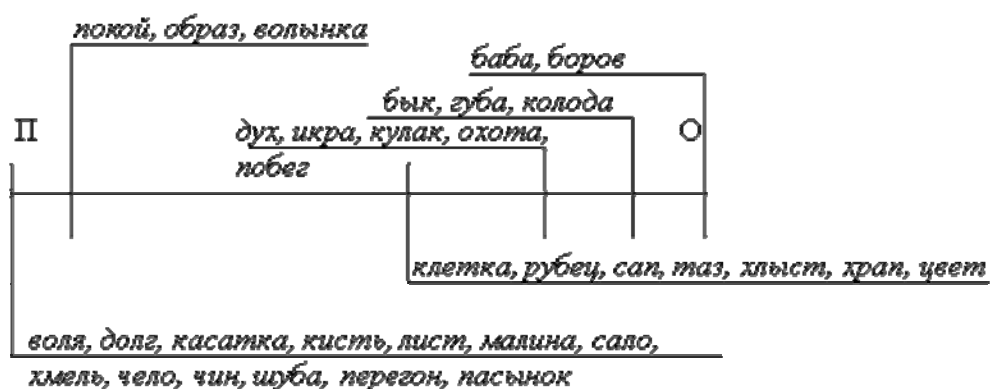 покой, образ, волынка
баба, боров
бык, губа, колода
П
дух, икра, кулак, охота,
О
побег
клетка, рубец, сап, таз, хлыст, храп, цвет
воля, долг, касатка, кисть, лист, малина, сало,
хмель, чело, чин, шуба, перегон, пасынок